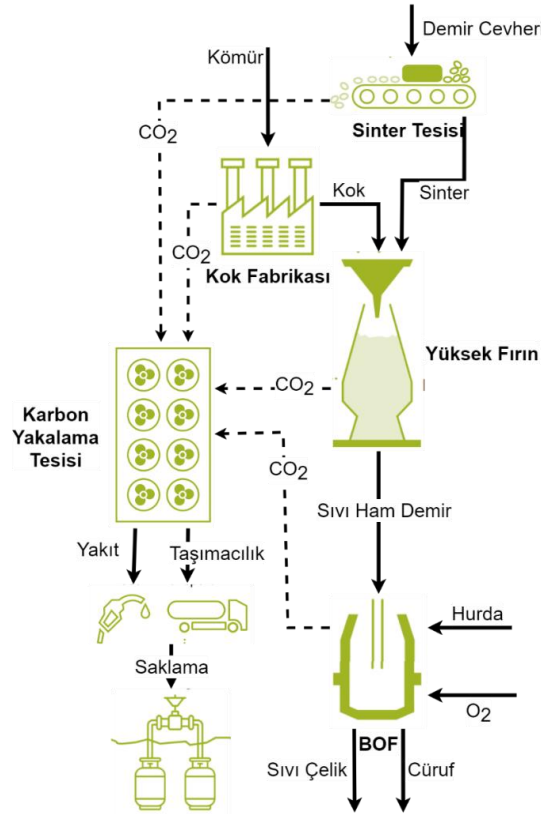 Demir Cevheri
Kömür
CO2
Sinter Tesisi
Kok
Sinter
CO2
Kok Fabrikası
Yüksek Fırın
CO2
Karbon
Yakalama
Tesisi
CO2
Sıvı Ham Demir
Yakıt
Taşımacılık
Hurda
Saklama
O2
BOF
Sıvı Çelik
Cüruf